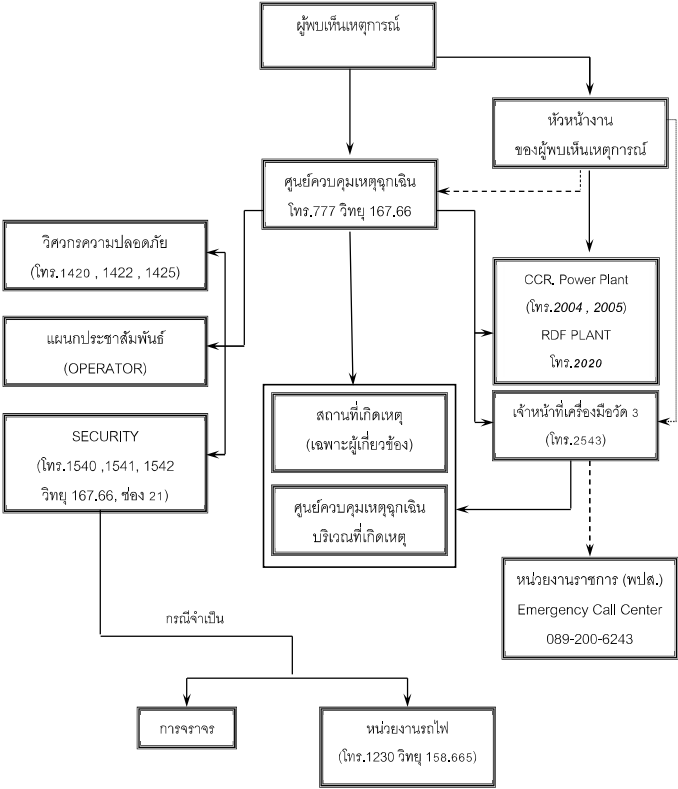 ผู้พบเห็นเหตุการณ์
หัวหน้างาน
ของผู้พบเห็นเหตุการณ์
ศูนย์ควบคุมเหตุฉุกเฉิน
โทร.777 วิทยุ 167.66
วิศวกรความปลอดภัย
(โทร.1420 , 1422 , 1425)
CCR. Power Plant
(โทร.2004 , 2005)
RDF PLANT
โทร.2020
แผนกประชาสัมพันธ์
(OPERATOR)
สถานที่เกิดเหตุ
(เฉพาะผู้เกี่ยวข้อง)
เจ้าหน้าที่เครื่องมือวัด 3
(โทร.2543)
SECURITY
(โทร.1540 ,1541, 1542
วิทยุ 167.66, ช่อง 21)
ศูนย์ควบคุมเหตุฉุกเฉิน
บริเวณที่เกิดเหตุ
หน่วยงานราชการ (พปส.)
Emergency Call Center
089-200-6243
กรณีจำเป็น
การจราจร
หน่วยงานรถไฟ
(โทร.1230 วิทยุ 158.665)